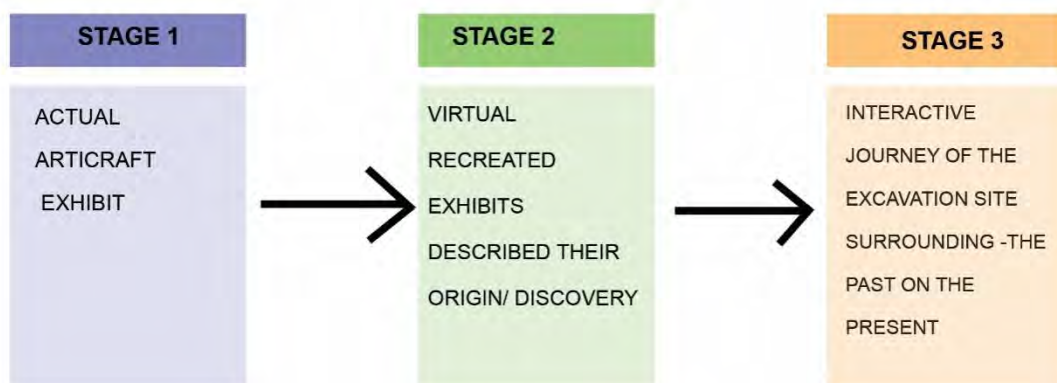 STAGE 1
ACTUAL
ARTICRAFT
EXHIBIT
STAGE 2
VIRTUAL
RECREATED
EXHIBITS
DESCRIBED THEIR
ORIGIN/ DISCOVERY
STAGE 3
INTERACTIVE
JOURNEY OF THE
EXCAVATION SITE
SURROUNDING -THE
PAST ON THE
PRESENT